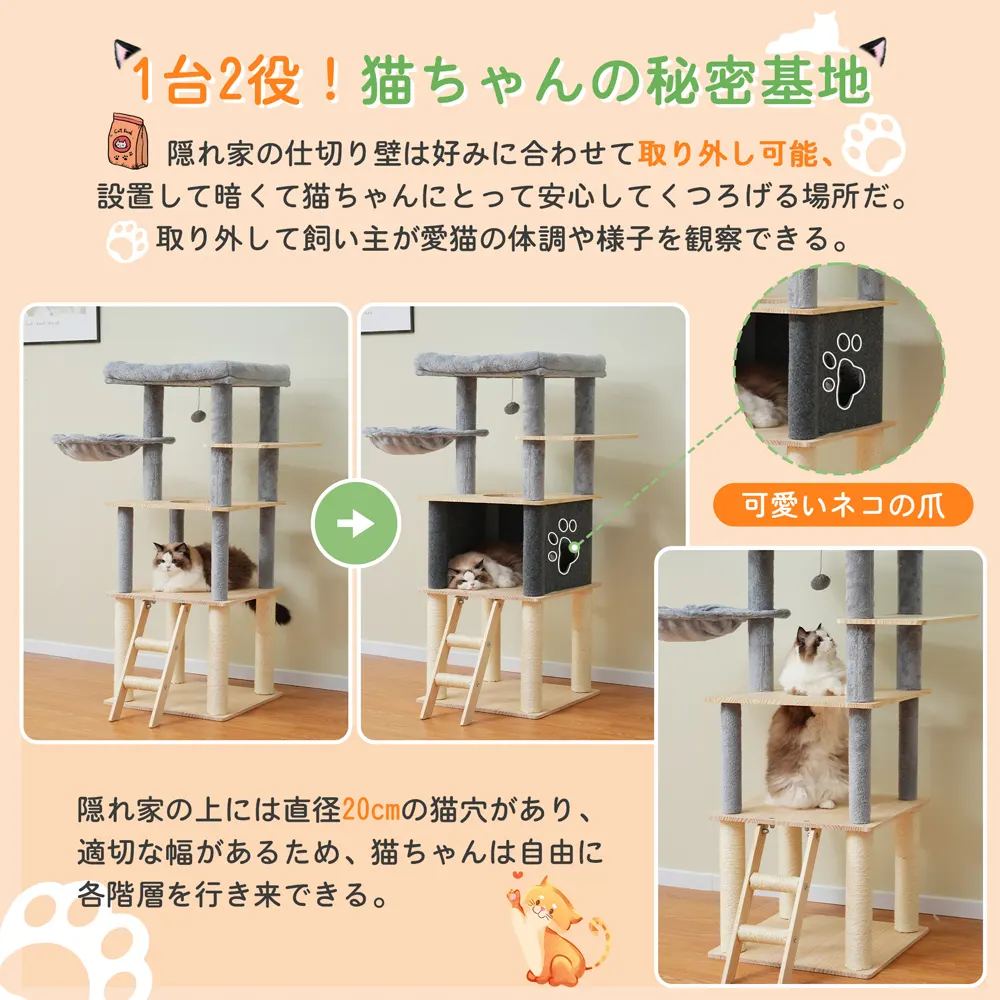 1台2役！猫ちゃんの秘密基地
隠れ家の仕切り壁は好みに合わせて取り外し可能、
設置して暗くて猫ちゃんにとって安心してくつろげる場所だ。
取り外して飼い主が愛猫の体調や様子を観察できる。
可愛いネコの爪
隠れ家の上には直径20cmの猫穴があり、
適切な幅があるため、猫ちゃんは自由に
各階層を行き来できる。